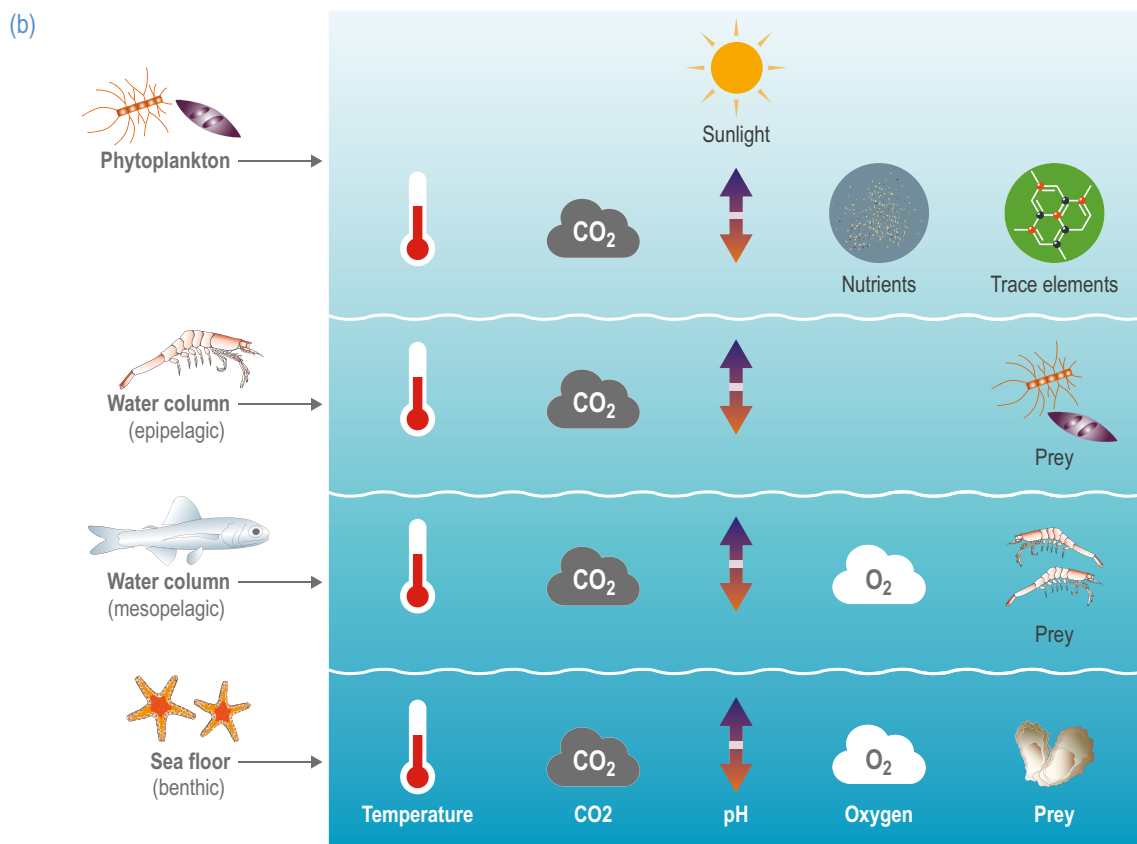 (b)
Sunlight
Phytoplankton
CO2
Nutrients
Trace elements
Water column
(epipelagic)
CO2
Prey
Water column
(mesopelagic)
CO2
O2
Prey
Sea floor
(benthic)
CO2
O2
Temperature
CO2
pH
Oxygen
Prey